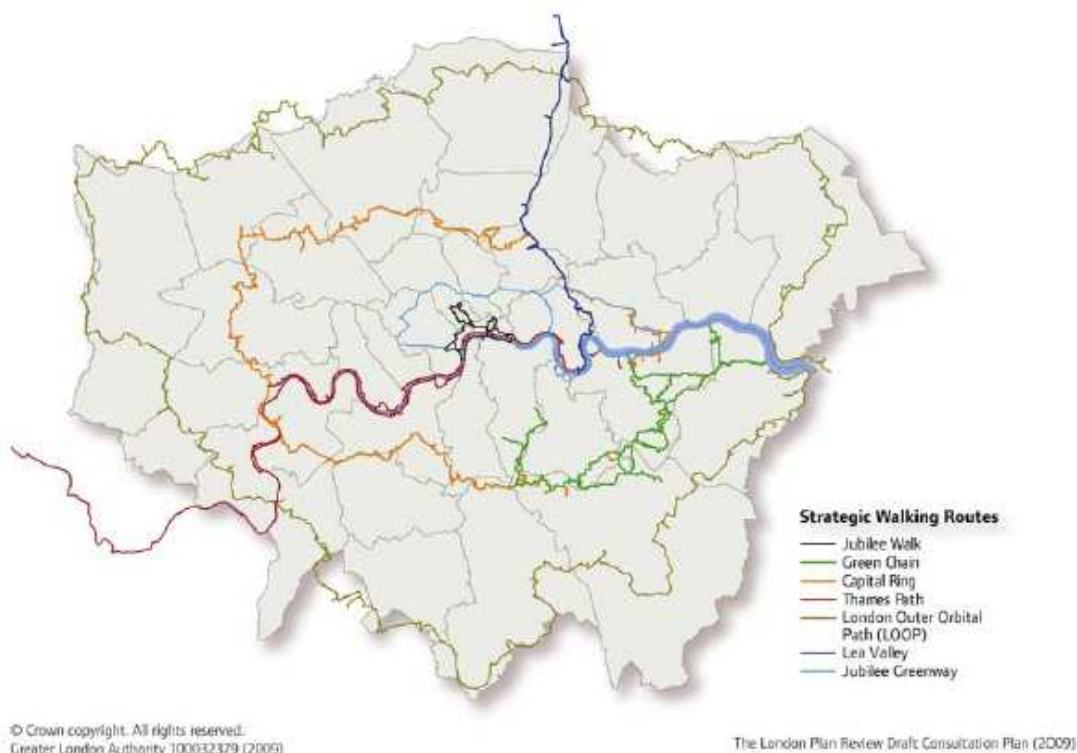 Strategic Walking Routes
Jubilee Walk
Green Chain
Capital Ring
Thames Path
London Outer Orbital
Path (LOOP)
Lea Valley
Jubilee Greenway
© Crown copyright. All rights reserved.
Greater London Authority 100032379 (2009)
The London Plan Review Draft Consultation Plan (2009)